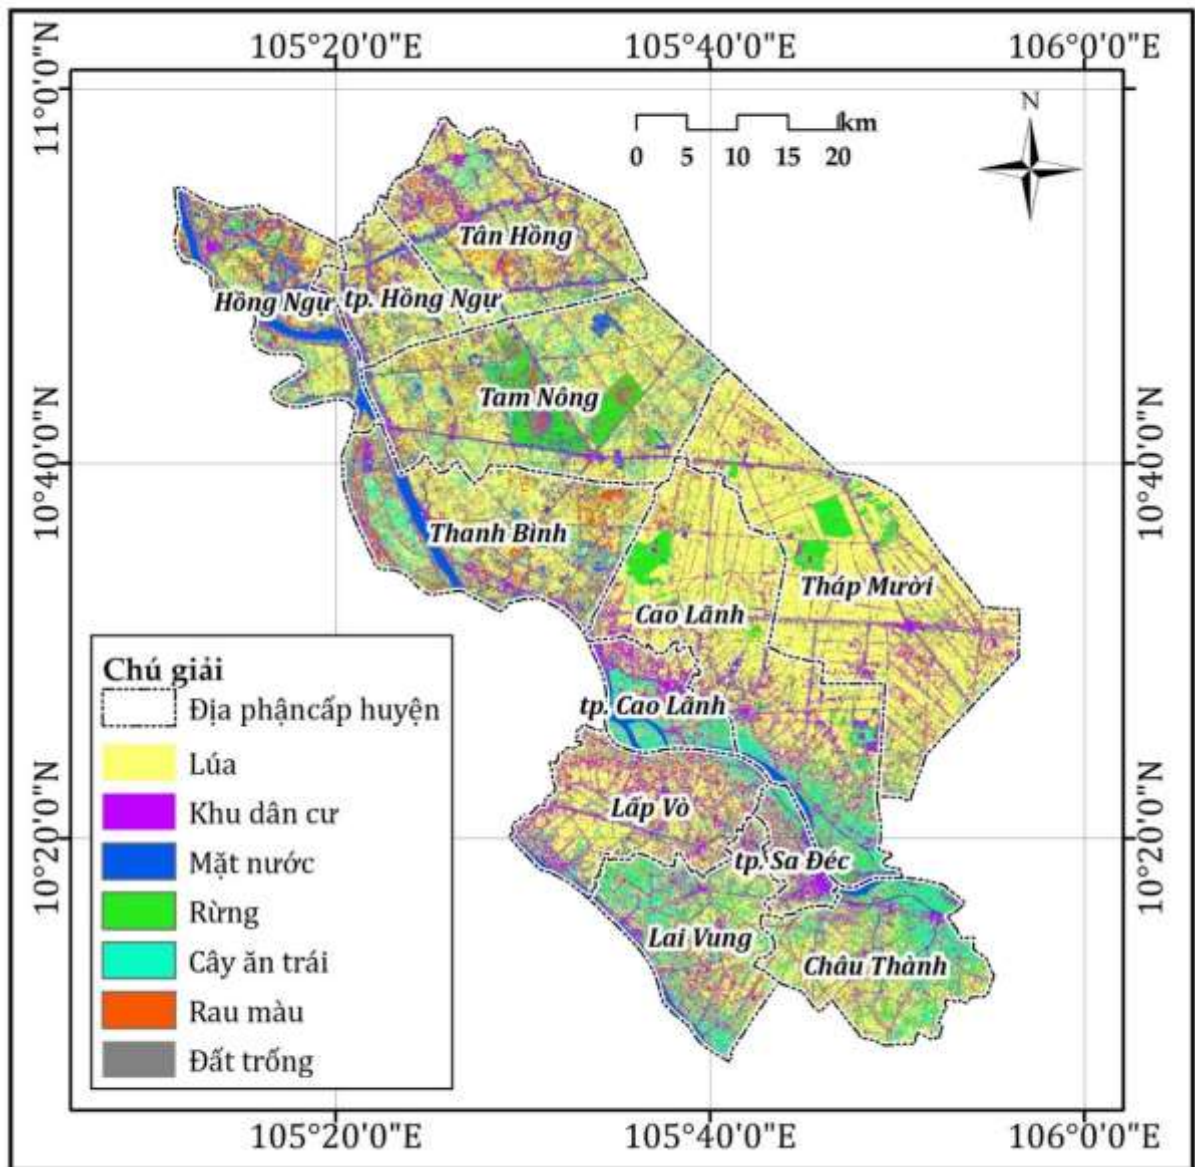 105°20'0"E 105°40'0"E 106°0'0"E
11°0'0"N
N
km
0 5 10 15 20
Tân Hồng
Hồng Ngự tp. Hồng Ngự
Tam Nông
10°40'0"N 10°40'0"N
Thanh Bình
Tháp Mười
Cao Lãnh
tp. Cao Lãnh
Lấp Vò
tp. Sa Đéc
10°20'0"N 10°20'0"N
Lai Vung
Châu Thành
Chú giải
Địa phậncấp huyện
Lúa
Khu dân cư
Mặt nước
Rừng
Cây ăn trái
Rau màu
Đất trống
105°20'0"E 105°40'0"E 106°0'0"E